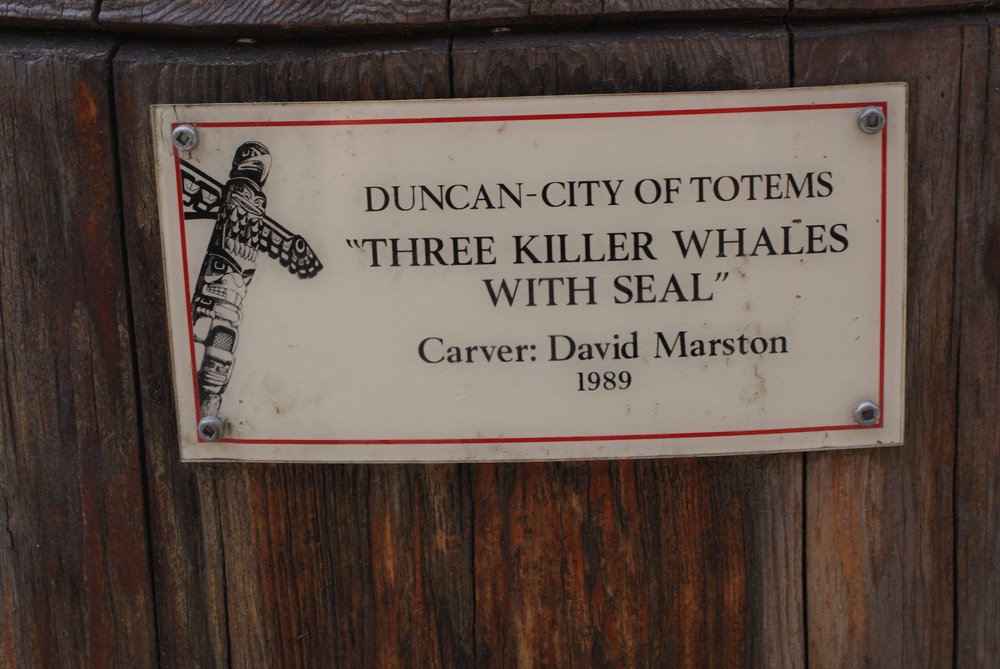 DUNCAN-CITY OF TOTEMS
“THREE KILLER WHALES
WITH SEAL”
Carver: David Marston
1989